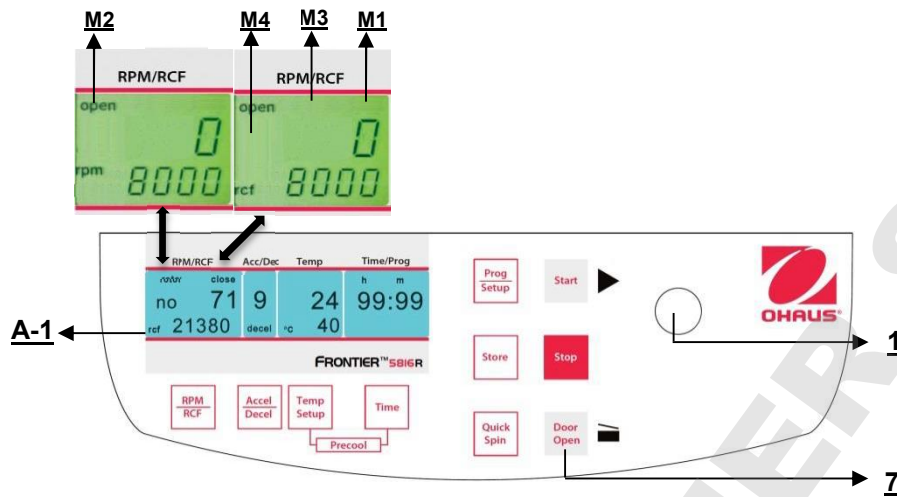 M2 M4 M3 M1
RPM/RCF RPM/RCF
open open
0 0
rpm 8000 rcf 8000
RPM/RCF Acc/Dec Temp Time/Prog
rotor close h m
no 71 9 24 99:99
rcf 21380 decel °C 40
A-1
FRONTIER™ 5816R
RPM
RCF
Accel
Decel
Temp
Setup
Time
Precool
Prog
Setup
Start
Store
Stop
Quick
Spin
Door
Open
OHAUS®
1
7